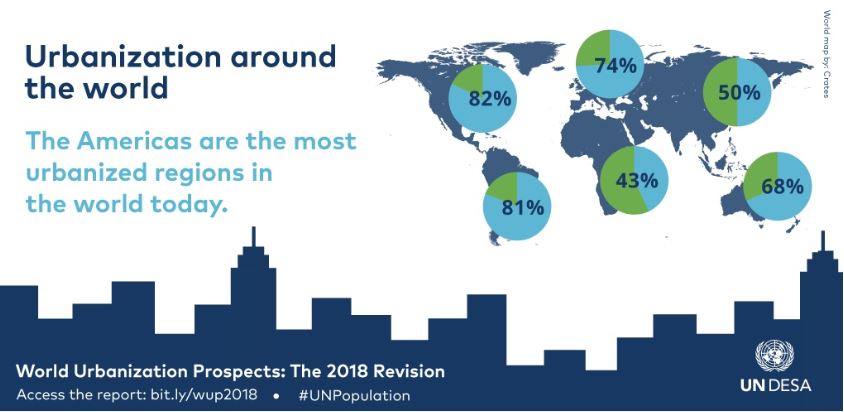 Urbanization around
the world
The Americas are the most
urbanized regions in
the world today.
82%
74%
50%
81%
43%
68%
World map by: Crates
World Urbanization Prospects: The 2018 Revision
Access the report: bit.ly/wup2018 • #UNPopulation
UN DESA